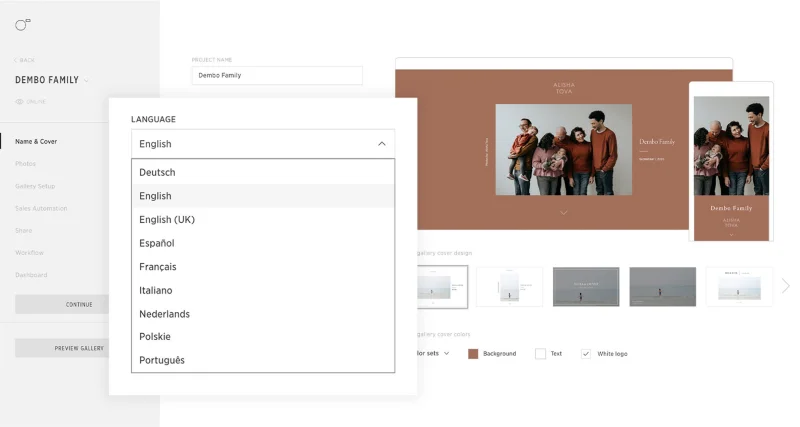 BACK
DEMBO FAMILY
ONLINE
Name & Cover
Photos
Gallery Setup
Sales Automation
Share
Workflow
Dashboard
CONTINUE
PREVIEW GALLERY
PROJECT NAME
Dembo Family
LANGUAGE
English
Deutsch
English
English (UK)
Español
Français
Italiano
Nederlands
Polskie
Português
ALOHA
TOVA
Dembo Family
Dembo Family
ALOHA
TOVA
gallery cover design
gallery cover colors
lor sets
Background
Text
White logo